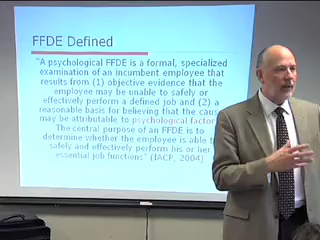 FFDE Defined
"A psychological FFDE is a formal, specialized
examination of an incumbent employee that
results from (1) objective evidence that the
employee may be unable to safely or
effectively perform a defined job and (2) a
reasonable basis for believing that the cause
may be attributable to psychological factors.
The central purpose of an FFDE is to
determine whether the employee is able to
safely and effectively perform his or her
essential job functions" (IACP, 2004)